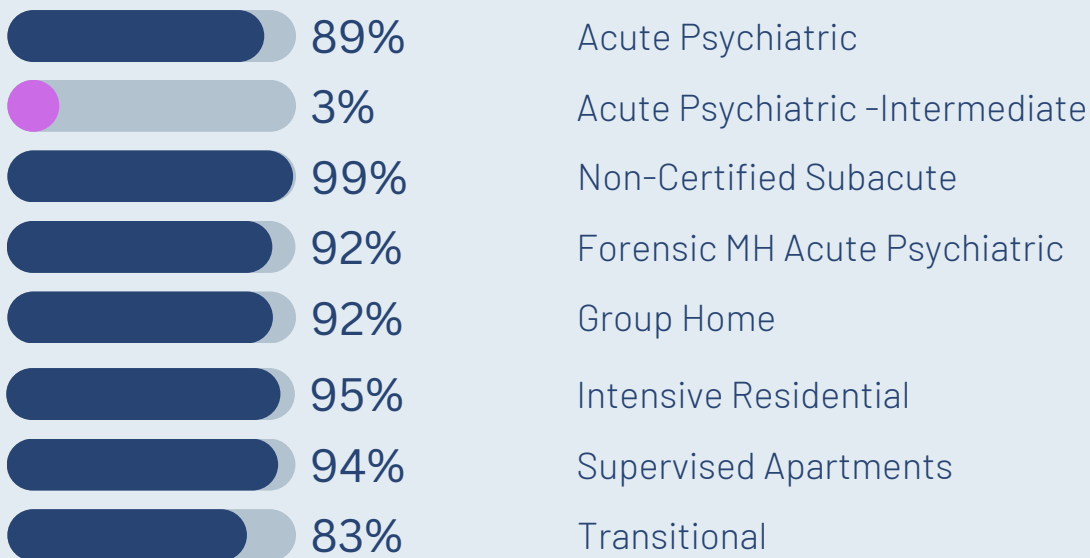 89% Acute Psychiatric
3% Acute Psychiatric -Intermediate
99% Non-Certified Subacute
92% Forensic MH Acute Psychiatric
92% Group Home
95% Intensive Residential
94% Supervised Apartments
83% Transitional